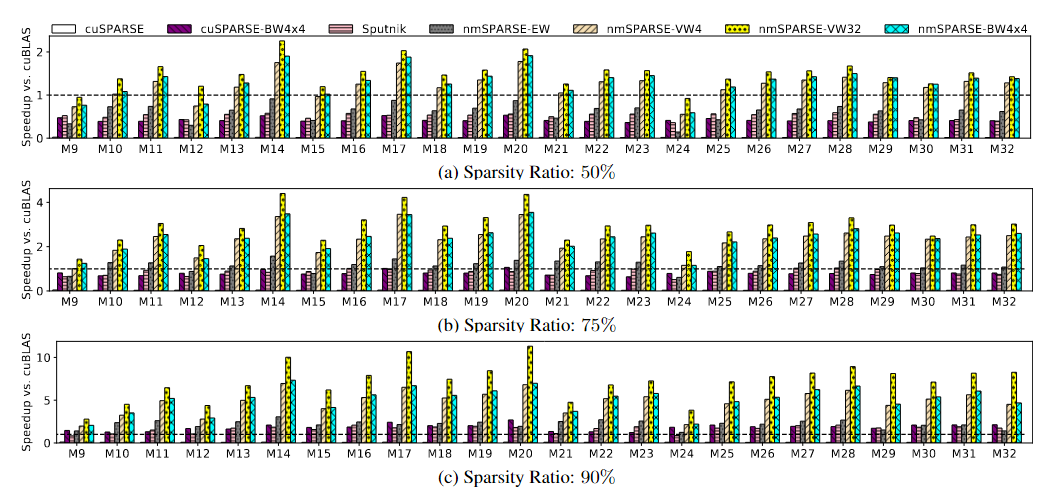 cuSPARSE cuSPARSE-BW4x4 Sputnik nmSPARSE-EW nmSPARSE-VW4 nmSPARSE-VW32 nmSPARSE-BW4x4
Speedup vs. cuBLAS
2
1
0
M9 M10 M11 M12 M13 M14 M15 M16 M17 M18 M19 M20 M21 M22 M23 M24 M25 M26 M27 M28 M29 M30 M31 M32
(a) Sparsity Ratio: 50%
Speedup vs. cuBLAS
4
2
0
M9 M10 M11 M12 M13 M14 M15 M16 M17 M18 M19 M20 M21 M22 M23 M24 M25 M26 M27 M28 M29 M30 M31 M32
(b) Sparsity Ratio: 75%
Speedup vs. cuBLAS
10
5
0
M9 M10 M11 M12 M13 M14 M15 M16 M17 M18 M19 M20 M21 M22 M23 M24 M25 M26 M27 M28 M29 M30 M31 M32
(c) Sparsity Ratio: 90%